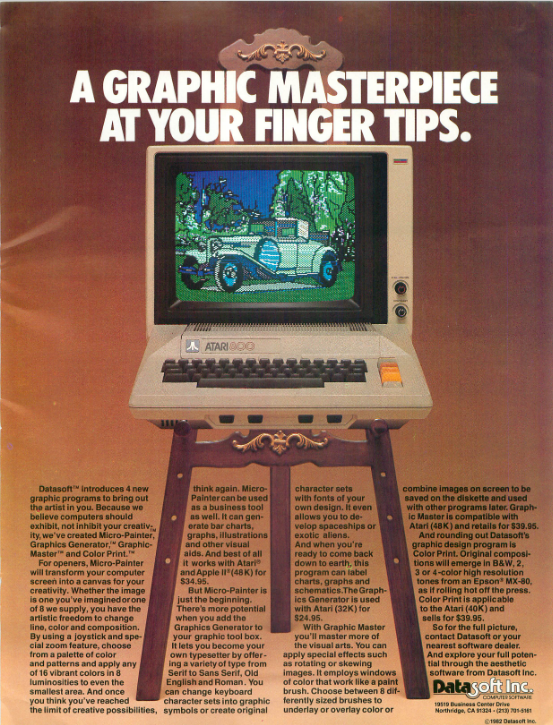 A GRAPHIC MASTERPIECE
AT YOUR FINGER TIPS.
ATARI 800
Datasoft™ introduces 4 new
graphic programs to bring out
the artist in you. Because we
believe computers should
exhibit, not inhibit your creativ-
ity, we've created Micro-Painter,™
Graphics Generator,™ Graphic-
Master™ and Color Print.™
For openers, Micro-Painter
will transform your computer
screen into a canvas for your
creativity. Whether the image
is one you've imagined or one
of 8 we supply, you have the
artistic freedom to change
line, color and composition.
By using a joystick and spe-
cial zoom feature, choose
from a palette of color
and patterns and apply any
of 16 vibrant colors in 8
luminosities to even the
smallest area. And once
you think you've reached
the limit of creative possibilities,
think again. Micro-
Painter can be used
as a business tool
as well. It can gen-
erate bar charts,
graphs, illustrations
and other visual
aids. And best of all
it works with Atari®
and Apple II® (48K) for
$34.95.
But Micro-Painter is
just the beginning.
There's more potential
when you add the
Graphics Generator to
your graphic tool box.
It lets you become your
own typesetter by offer-
ing a variety of type from
Serif to Sans Serif, Old
English and Roman. You
can change keyboard
character sets into graphic
symbols or create original
character sets
with fonts of your
own design. It even
allows you to de-
velop spaceships or
exotic aliens.
And when you're
ready to come back
down to earth, this
program can label
charts, graphs and
schematics. The Graph-
ics Generator is used
with Atari (32K) for
$24.95.
With Graphic Master
you'll master more of
the visual arts. You can
apply special effects such
as rotating or skewing
images. It employs windows
of color that work like a paint
brush. Choose between 8 dif-
ferently sized brushes to
underlay or overlay color or
combine images on screen to be
saved on the diskette and used
with other programs later. Graph-
ic Master is compatible with
Atari (48K) and retails for $39.95.
And rounding out Datasoft's
graphic design program is
Color Print. Original composi-
tions will emerge in B&W, 2,
3 or 4-color high resolution
tones from an Epson® MX-80,
as if rolling hot off the press.
Color Print is applicable
to the Atari (40K) and
sells for $39.95.
So for the full picture,
contact Datasoft or your
nearest software dealer.
And explore your full poten-
tial through the aesthetic
software from Datasoft Inc.
Datasoft Inc.
COMPUTER SOFTWARE
19519 Business Center Drive
Northridge, CA 91324 • (213) 701-5161
©1982 Datasoft Inc.